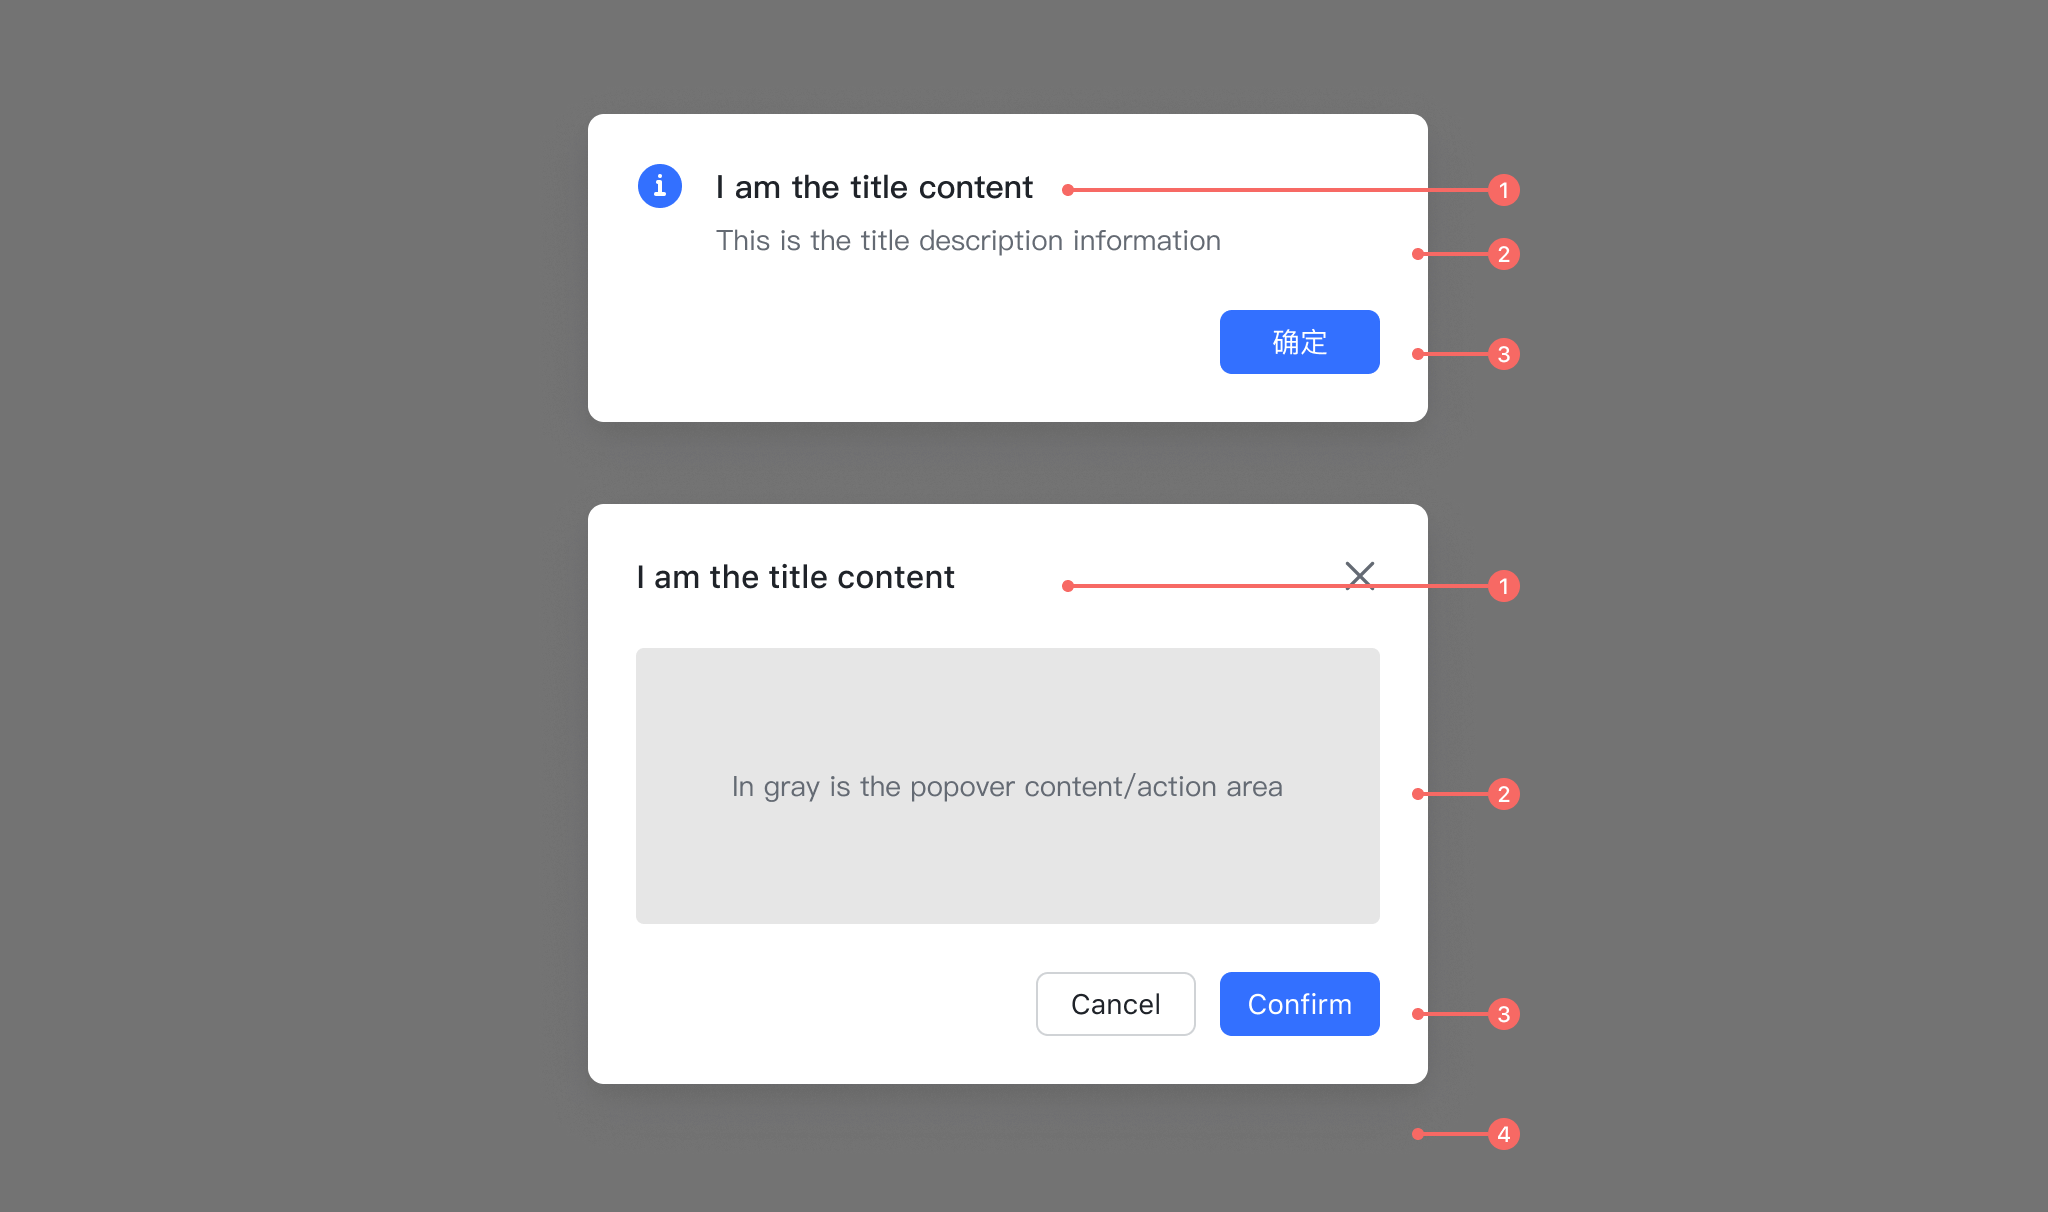 I am the title content
1
This is the title description information
2
确定
3
I am the title content
1
In gray is the popover content/action area
2
Cancel
Confirm
3
4